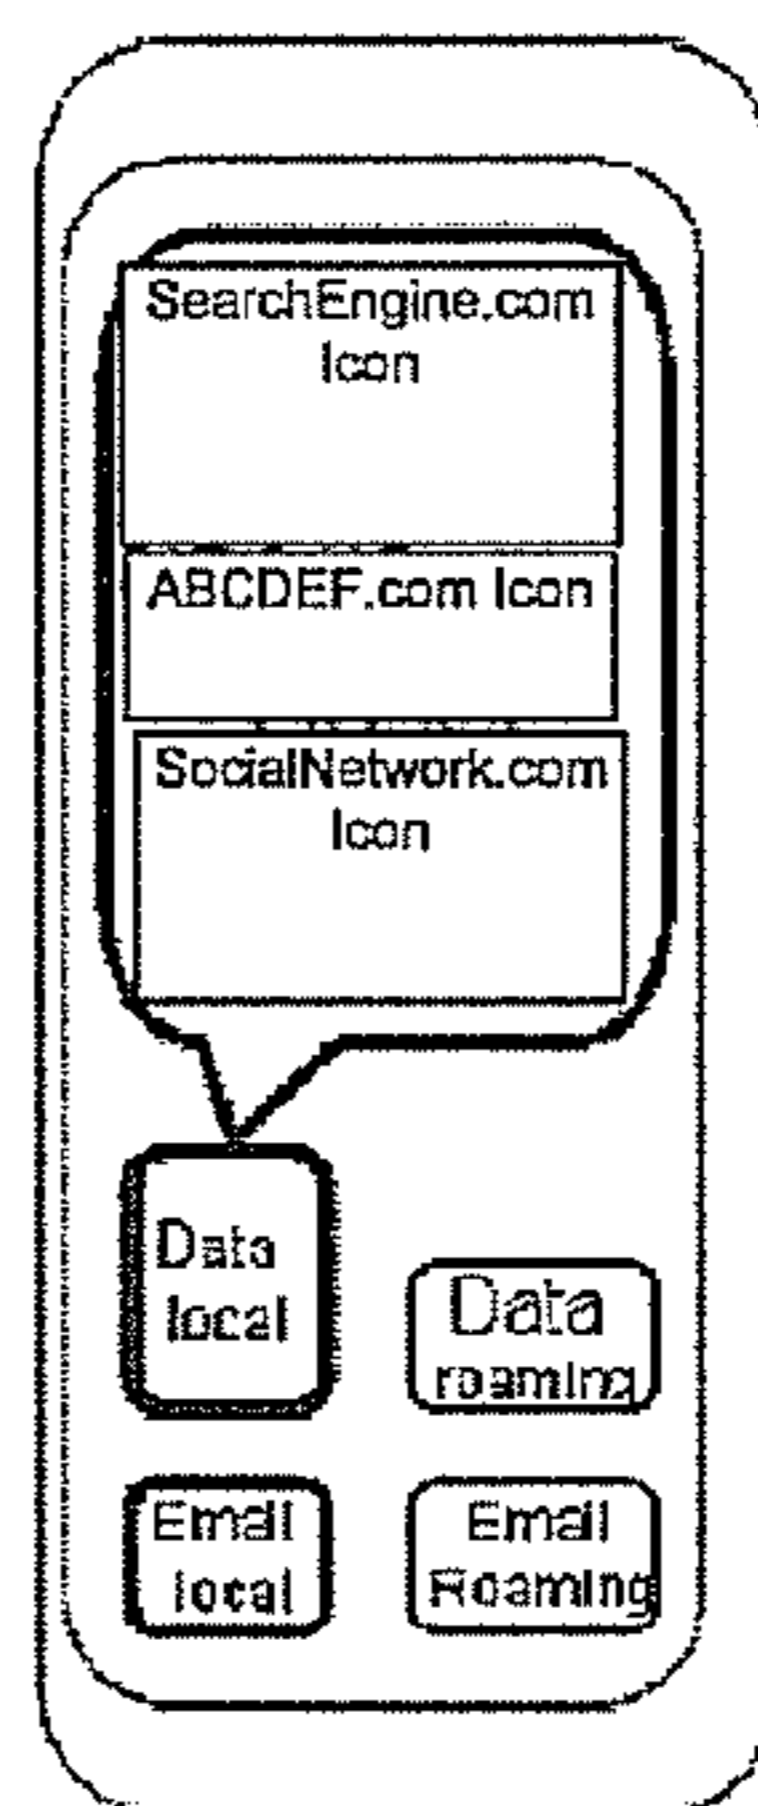 SearchEngine.com
Icon
ABCDEF.com Icon
SocialNetwork.com
Icon
Data
local
Data
roaming
Email
local
Email
Roaming